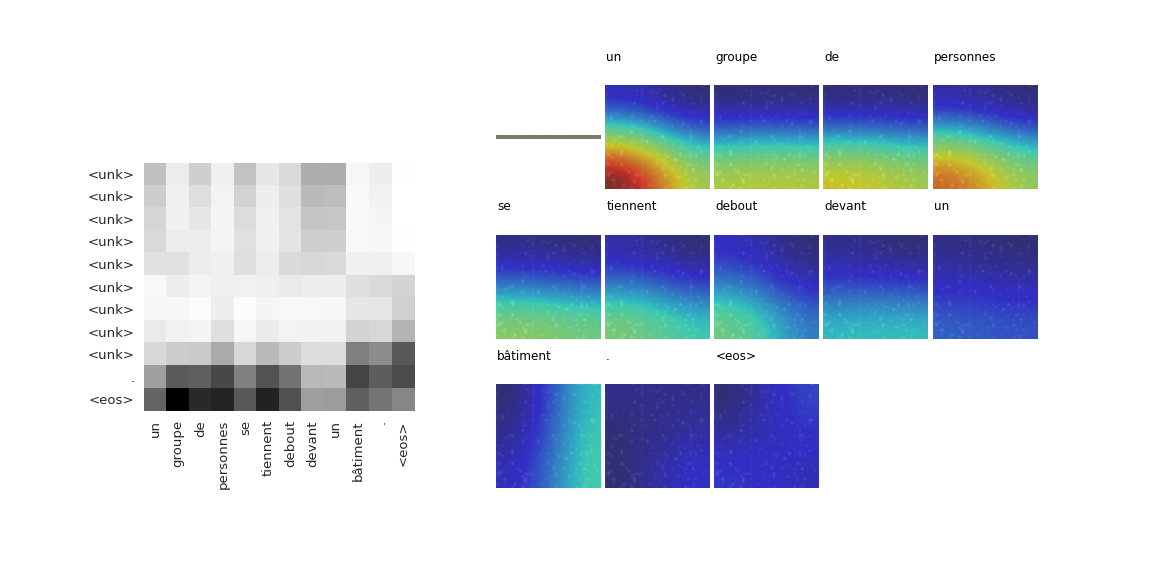 un groupe de personnes
<unk>
<unk>
<unk>
<unk>
<unk>
<unk>
<unk>
<unk>
<unk>
.
<eos>
un groupe de personnes se tiennent debout devant un bâtiment . <eos>
se tiennent debout devant un
bâtiment . <eos>